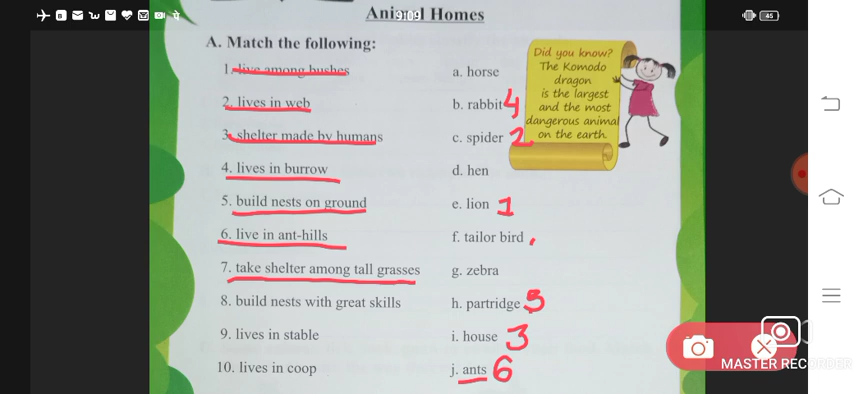 9:09
45
Animal Homes
A. Match the following:
1. live among bushes
a. horse
2. lives in web
b. rabbit 4
3. shelter made by humans
c. spider 2
4. lives in burrow
d. hen
5. build nests on ground
e. lion 1
6. live in ant-hills
f. tailor bird
7. take shelter among tall grasses
g. zebra
8. build nests with great skills
h. partridge 5
9. lives in stable
i. house 3
10. lives in coop
j. ants 6
Did you know?
The Komodo
dragon
is the largest
and the most
dangerous animal
on the earth.
MASTER RECORDER